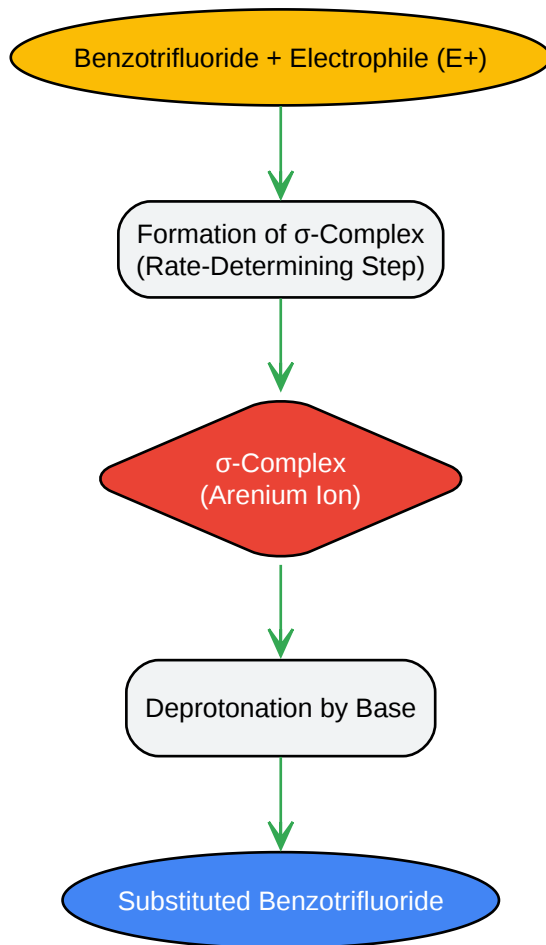 Benzotrifluoride + Electrophile (E+)
Formation of σ-Complex
(Rate-Determining Step)
σ-Complex
(Arenium Ion)
Deprotonation by Base
Substituted Benzotrifluoride